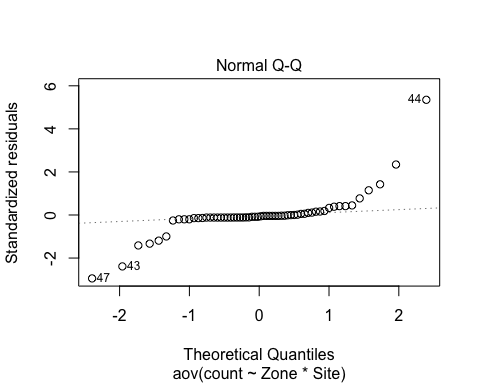 Normal Q-Q
6
4
2
0
-2
Standardized residuals
44
43
47
-2 -1 0 1 2
Theoretical Quantiles
aov(count ~ Zone * Site)